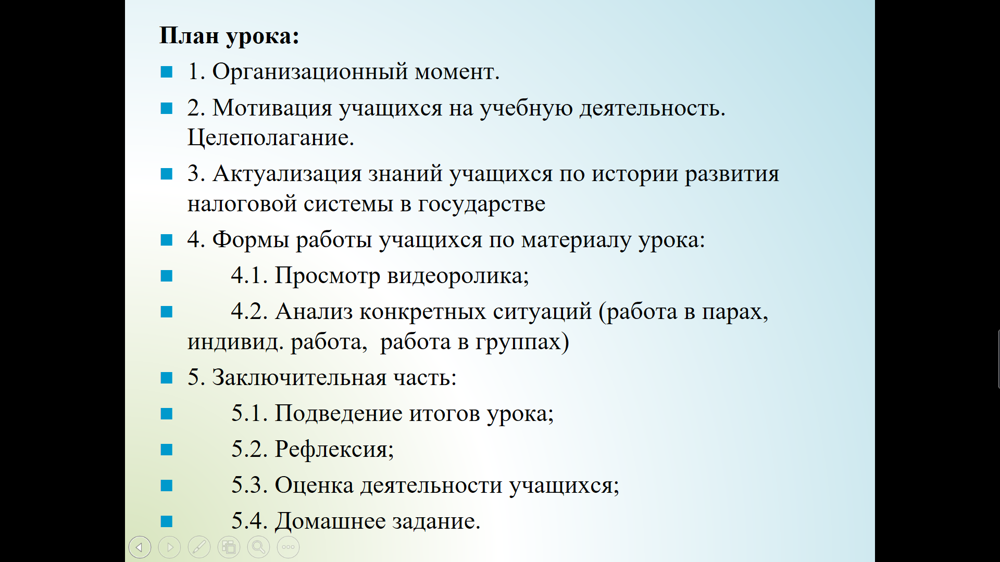 План урока:
1. Организационный момент.
2. Мотивация учащихся на учебную деятельность.
Целеполагание.
3. Актуализация знаний учащихся по истории развития
налоговой системы в государстве
4. Формы работы учащихся по материалу урока:
4.1. Просмотр видеоролика;
4.2. Анализ конкретных ситуаций (работа в парах,
индивид. работа,  работа в группах)
5. Заключительная часть:
5.1. Подведение итогов урока;
5.2. Рефлексия;
5.3. Оценка деятельности учащихся;
5.4. Домашнее задание.